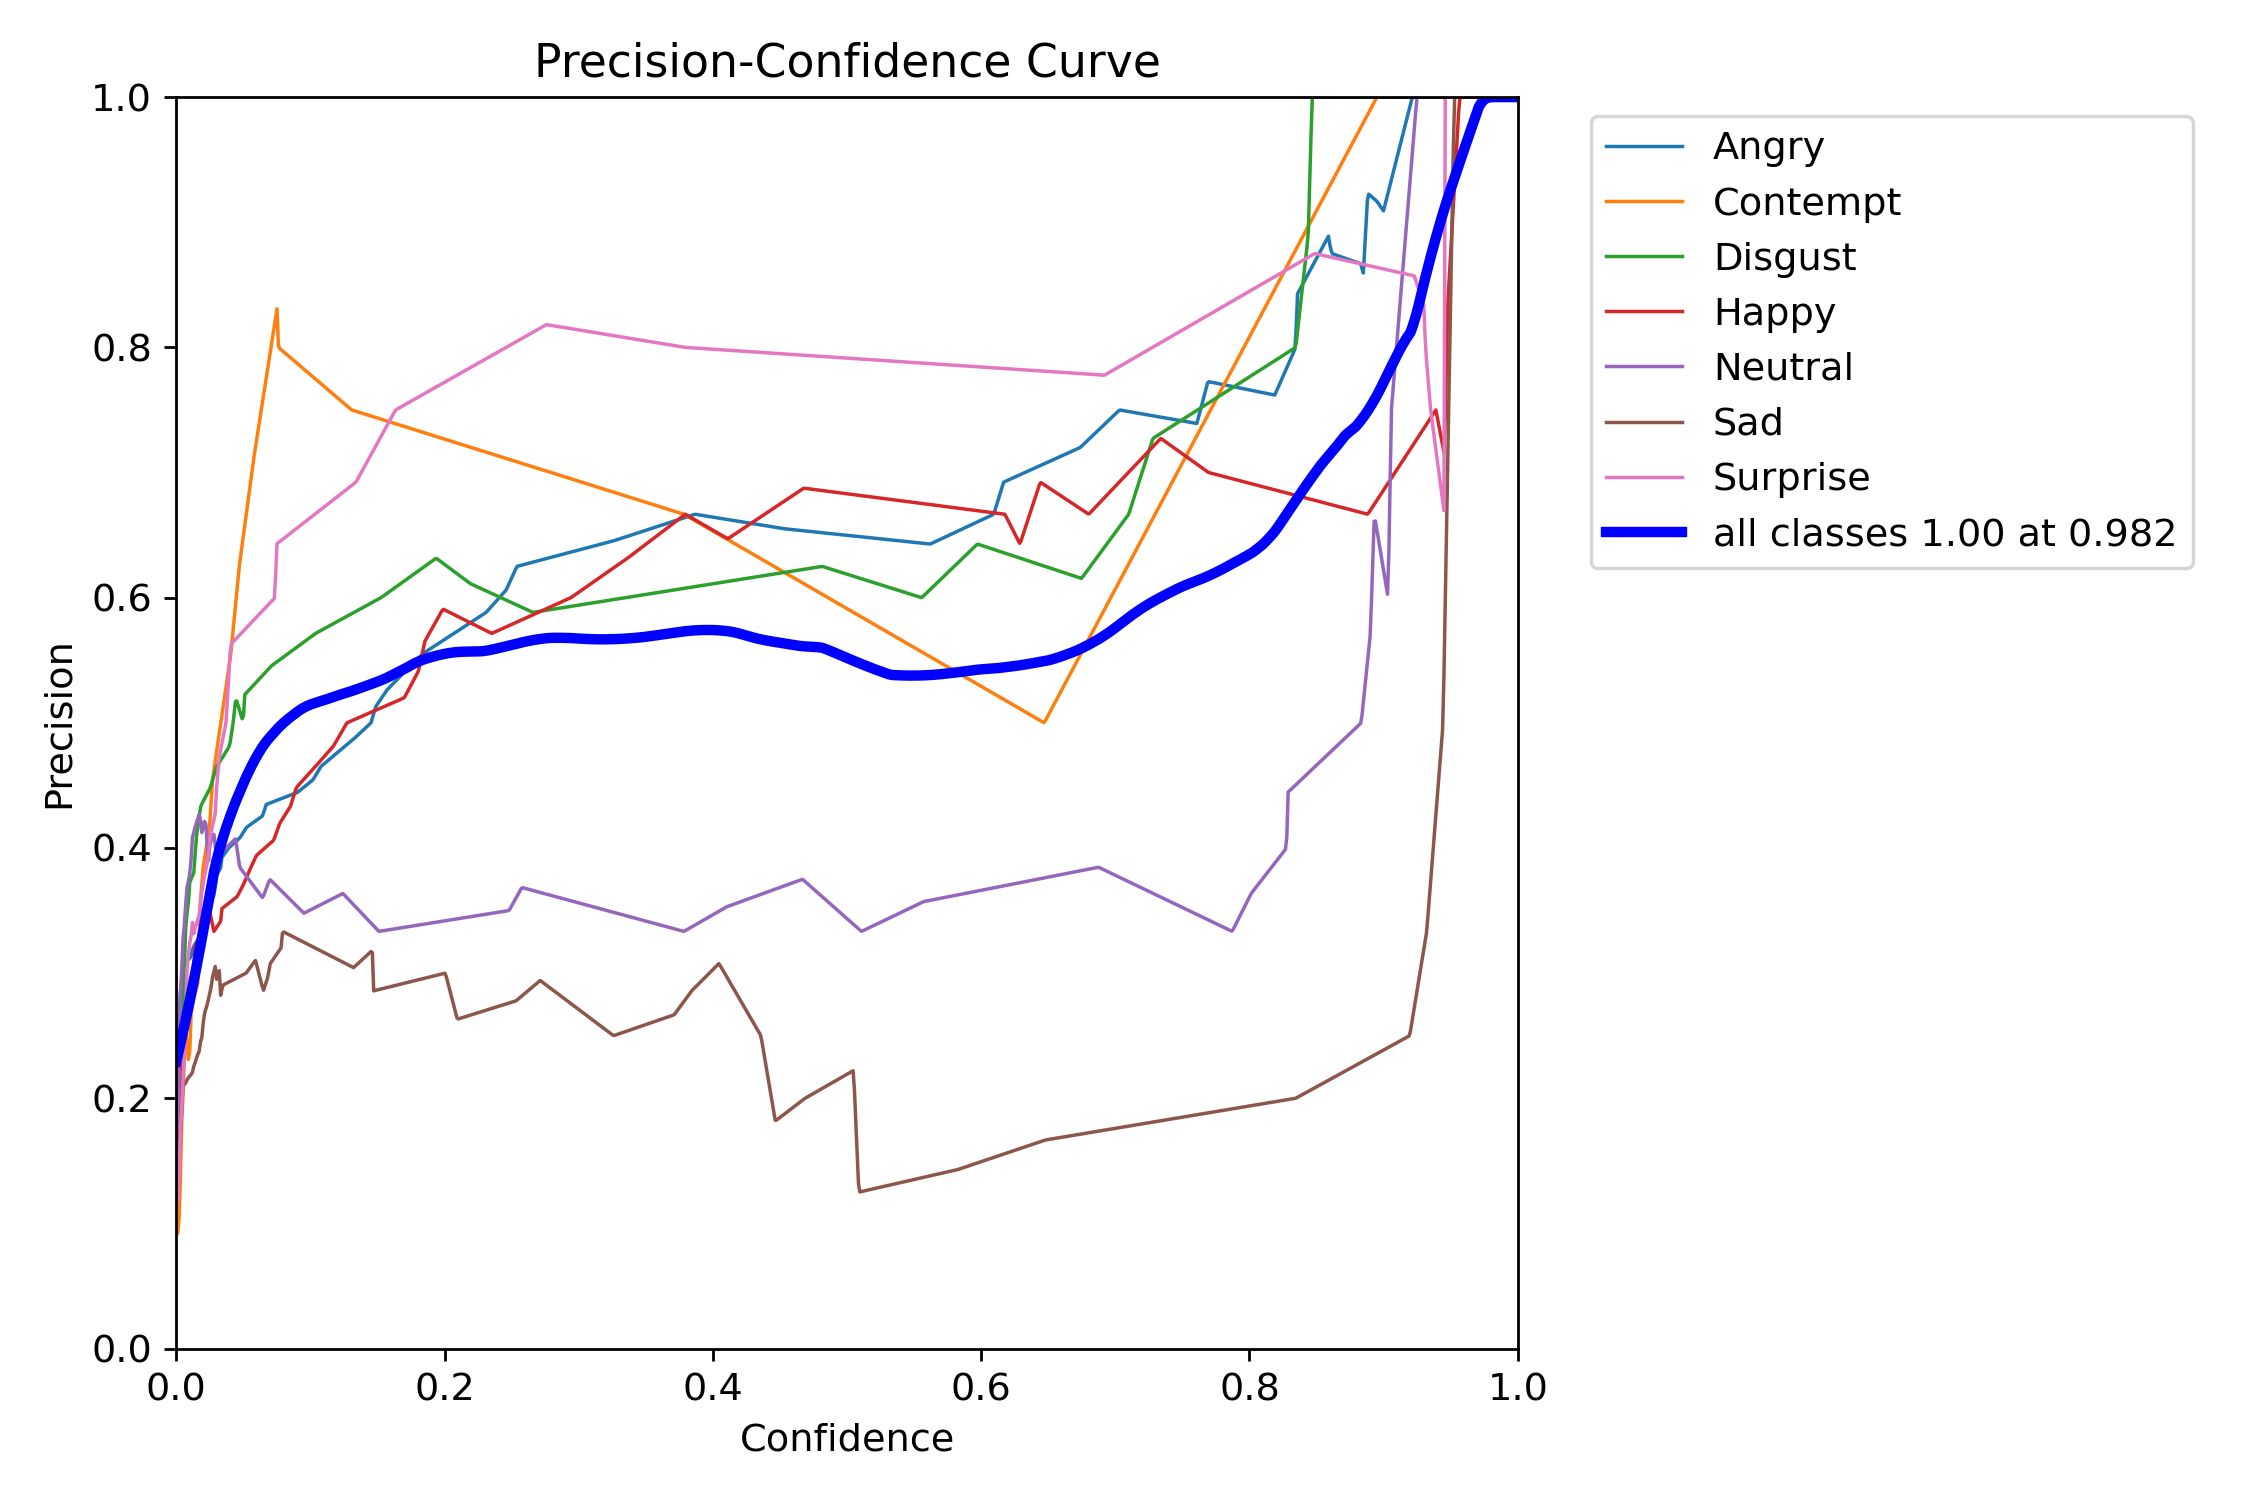 Precision-Confidence Curve
1.0
0.8
0.6
0.4
0.2
0.0
Precision
0.0 0.2 0.4 0.6 0.8 1.0
Confidence
Angry
Contempt
Disgust
Happy
Neutral
Sad
Surprise
all classes 1.00 at 0.982